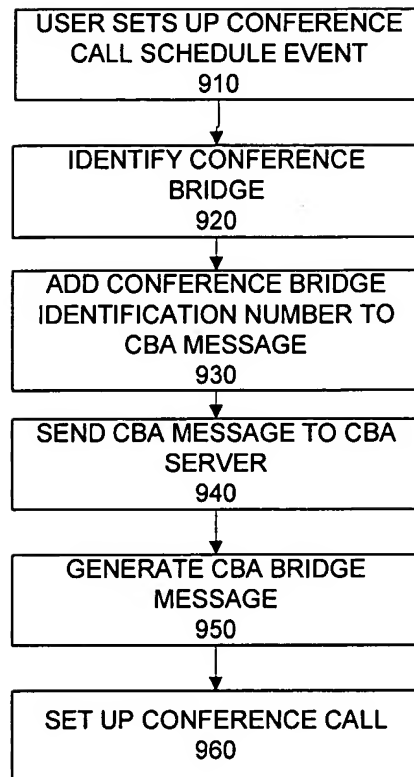 USER SETS UP CONFERENCE
CALL SCHEDULE EVENT
910
IDENTIFY CONFERENCE
BRIDGE
920
ADD CONFERENCE BRIDGE
IDENTIFICATION NUMBER TO
CBA MESSAGE
930
SEND CBA MESSAGE TO CBA
SERVER
940
GENERATE CBA BRIDGE
MESSAGE
950
SET UP CONFERENCE CALL
960